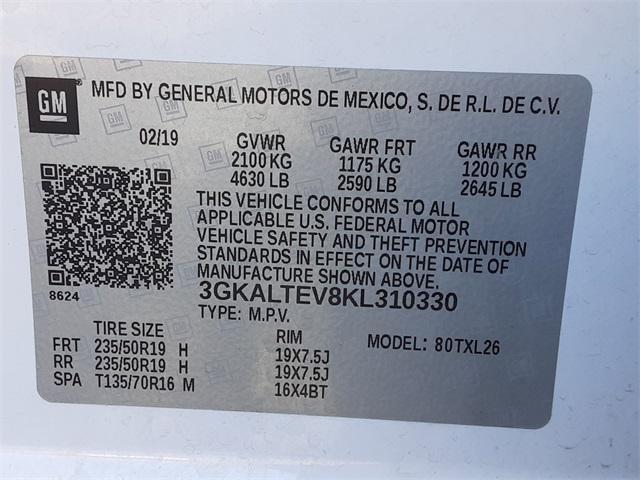 GM
MFD BY GENERAL MOTORS DE MEXICO, S. DE R.L. DE C.V.
02/19 GVWR GAWR FRT GAWR RR
2100 KG 1175 KG 1200 KG
4630 LB 2590 LB 2645 LB
THIS VEHICLE CONFORMS TO ALL
APPLICABLE U.S. FEDERAL MOTOR
VEHICLE SAFETY AND THEFT PREVENTION
STANDARDS IN EFFECT ON THE DATE OF
MANUFACTURE SHOWN ABOVE.
8624
3GKALTEV8KL310330
TYPE: M.P.V.
TIRE SIZE RIM MODEL: 80TXL26
FRT 235/50R19 H 19X7.5J
RR 235/50R19 H 19X7.5J
SPA T135/70R16 M 16X4BT